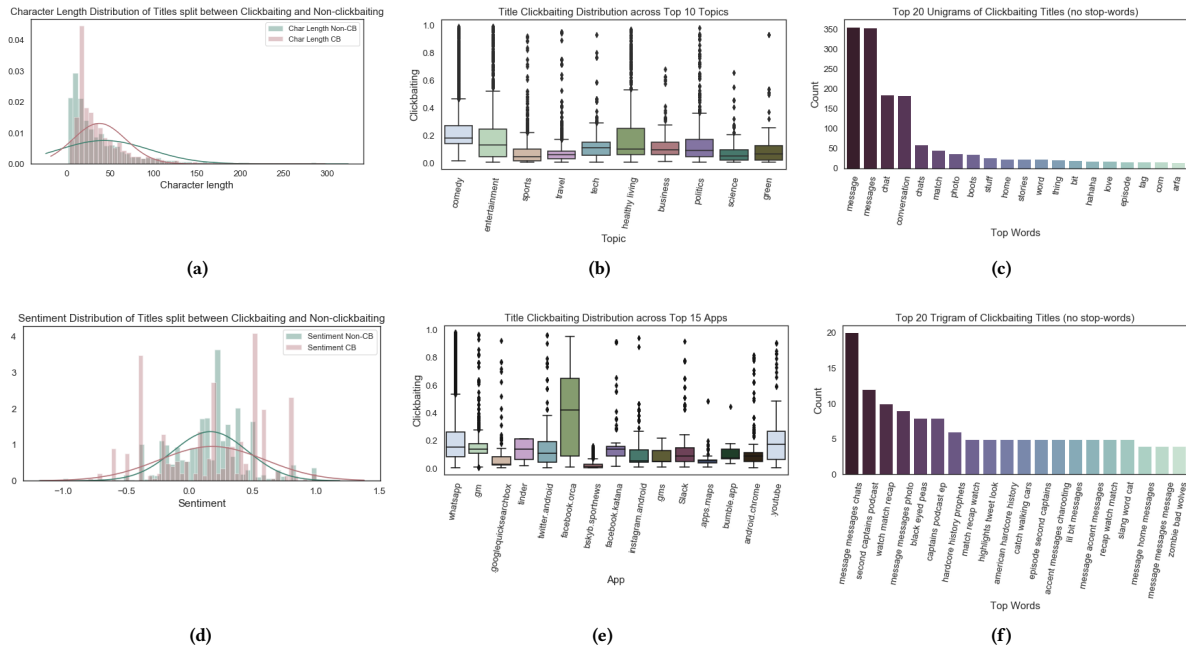 Character Length Distribution of Titles split between Clickbaiting and Non-clickbaiting
Char Length Non-CB
Char Length CB
0.04
0.03
0.02
0.01
0.00
0
50
100
150
200
250
300
Character length
(a)
Title Clickbaiting Distribution across Top 10 Topics
Clickbaiting
1.0
0.8
0.6
0.4
0.2
0.0
comedy
entertainment
sports
travel
tech
healthy living
business
politics
science
green
Topic
(b)
Top 20 Unigrams of Clickbaiting Titles (no stop-words)
Count
350
300
250
200
150
100
50
0
message
messages
chat
conversation
chats
match
photo
boots
stuff
home
stories
word
thing
bit
hahaha
love
episode
tag
com
arfa
Top Words
(c)
Sentiment Distribution of Titles split between Clickbaiting and Non-clickbaiting
Sentiment Non-CB
Sentiment CB
4
3
2
1
0
-1.0
-0.5
0.0
0.5
1.0
1.5
Sentiment
(d)
Title Clickbaiting Distribution across Top 15 Apps
Clickbaiting
1.0
0.8
0.6
0.4
0.2
0.0
whatsapp
gm
googlequicksearchbox
tinder
twitter.android
facebook.orca
bskyb.sportnews
facebook.katana
instagram.android
gms
Slack
apps.maps
bumble.app
android.chrome
youtube
App
(e)
Top 20 Trigram of Clickbaiting Titles (no stop-words)
Count
20
15
10
5
0
message messages chats
second captains podcast
watch match recap
message messages photo
black eyed peas
captains podcast ep
hardcore history prophets
match recap watch
highlights tweet look
american hardcore history
catch walking cars
episode second captains
accent messages charooting
lil bit messages
message accent messages
recap watch match
slang word cat
message home messages
message messages message
zombie bad wolves
Top Words
(f)